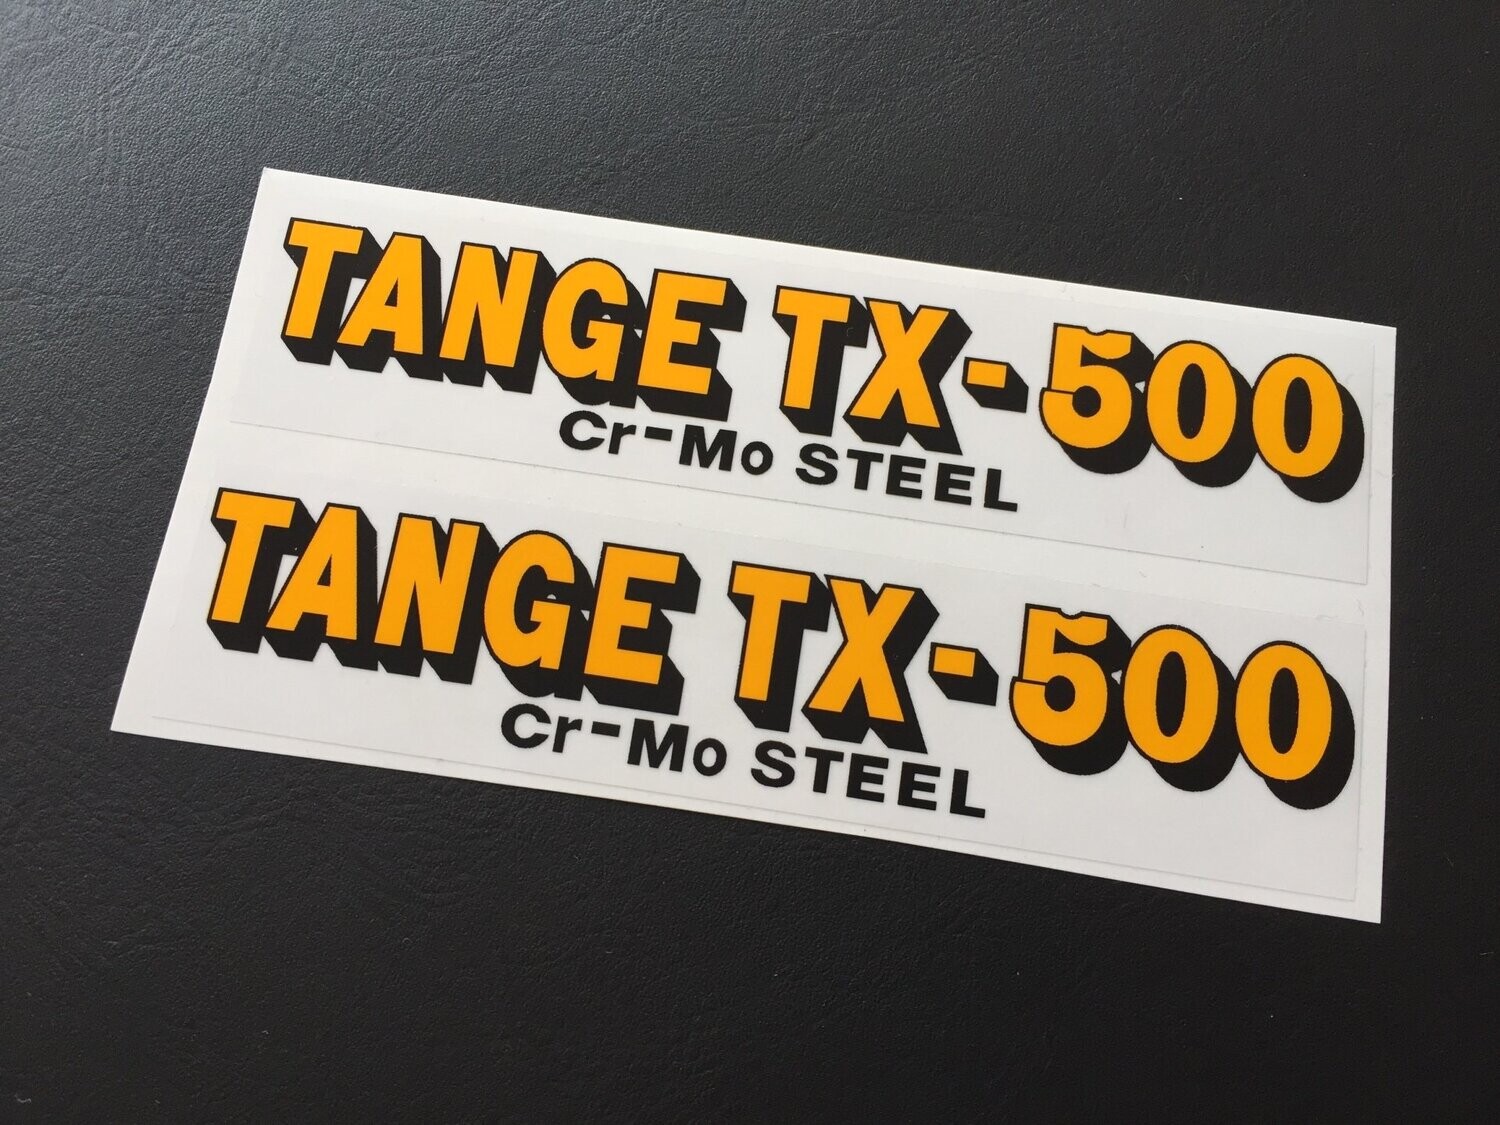 TANGE TX-500
Cr-Mo STEEL
TANGE TX-500
Cr-Mo STEEL